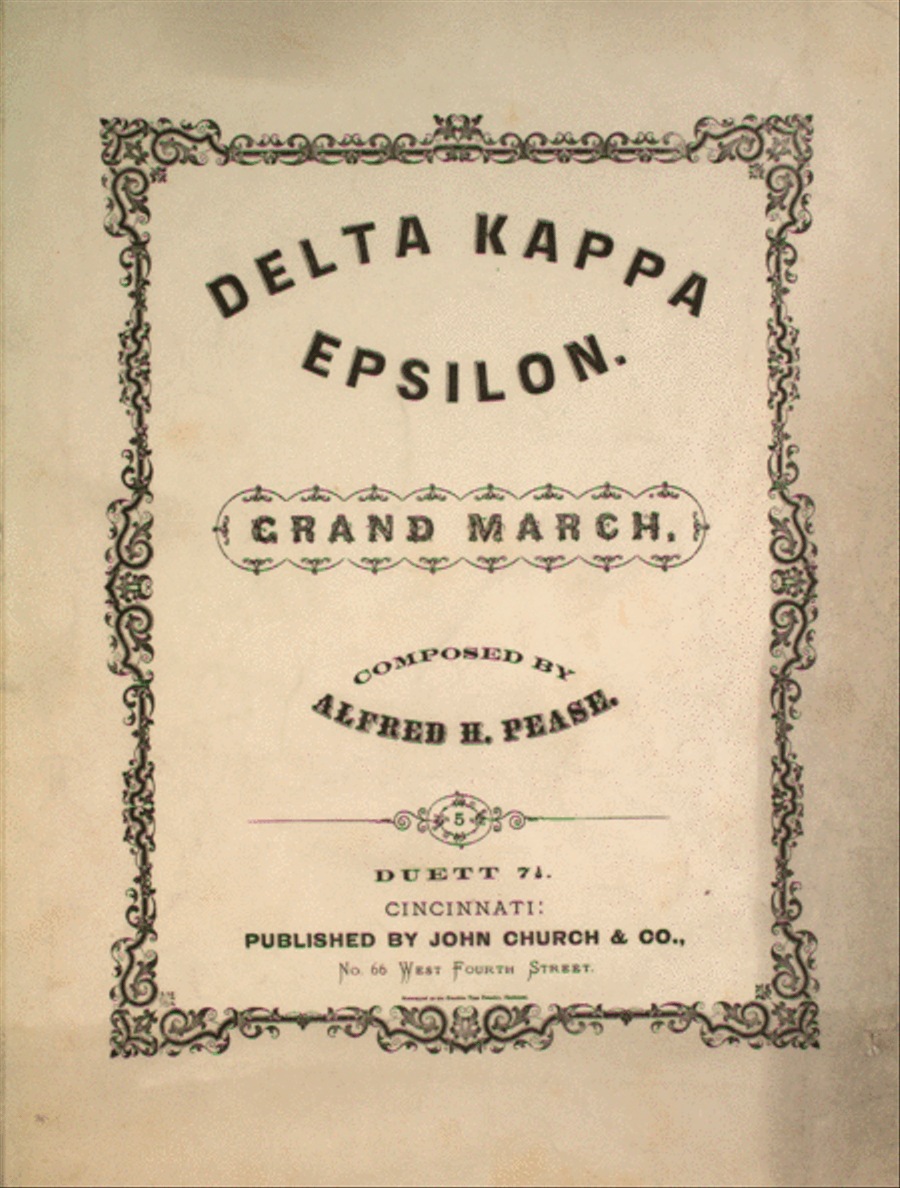 DELTA KAPPA
EPSILON.
GRAND MARCH.
COMPOSED BY
ALFRED H. PEASE.
5
DUETT 7½.
CINCINNATI:
PUBLISHED BY JOHN CHURCH & CO.,
No. 66 WEST FOURTH STREET.